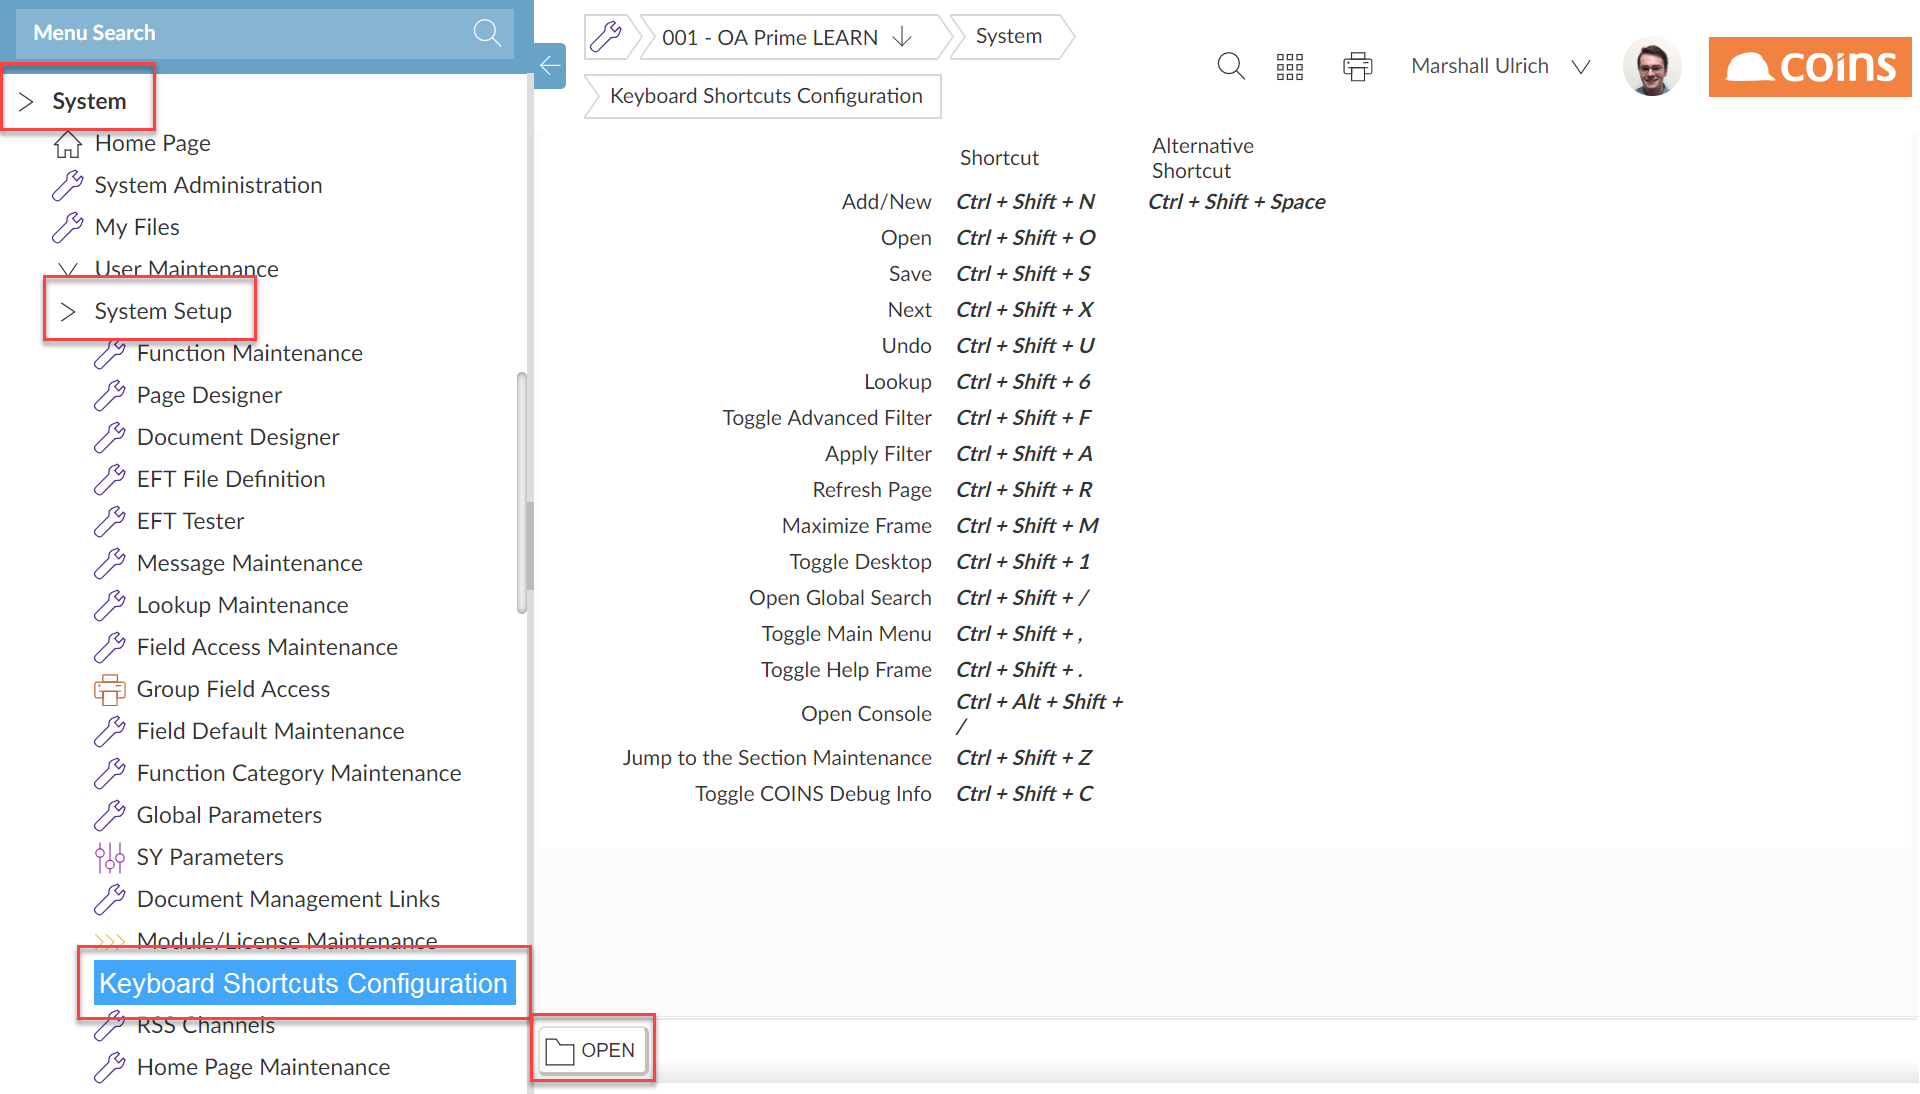 Menu Search
System
Home Page
System Administration
My Files
User Maintenance
System Setup
Function Maintenance
Page Designer
Document Designer
EFT File Definition
EFT Tester
Message Maintenance
Lookup Maintenance
Field Access Maintenance
Group Field Access
Field Default Maintenance
Function Category Maintenance
Global Parameters
SY Parameters
Document Management Links
Module/License Maintenance
Keyboard Shortcuts Configuration
RSS Channels
Home Page Maintenance
001 - OA Prime LEARN
System
Keyboard Shortcuts Configuration
Marshall Ulrich
coins
Shortcut
Alternative
Shortcut
Add/New Ctrl + Shift + N Ctrl + Shift + Space
Open Ctrl + Shift + O
Save Ctrl + Shift + S
Next Ctrl + Shift + X
Undo Ctrl + Shift + U
Lookup Ctrl + Shift + 6
Toggle Advanced Filter Ctrl + Shift + F
Apply Filter Ctrl + Shift + A
Refresh Page Ctrl + Shift + R
Maximize Frame Ctrl + Shift + M
Toggle Desktop Ctrl + Shift + 1
Open Global Search Ctrl + Shift + /
Toggle Main Menu Ctrl + Shift + ,
Toggle Help Frame Ctrl + Shift + .
Open Console Ctrl + Alt + Shift +
/
Jump to the Section Maintenance Ctrl + Shift + Z
Toggle COINS Debug Info Ctrl + Shift + C
OPEN